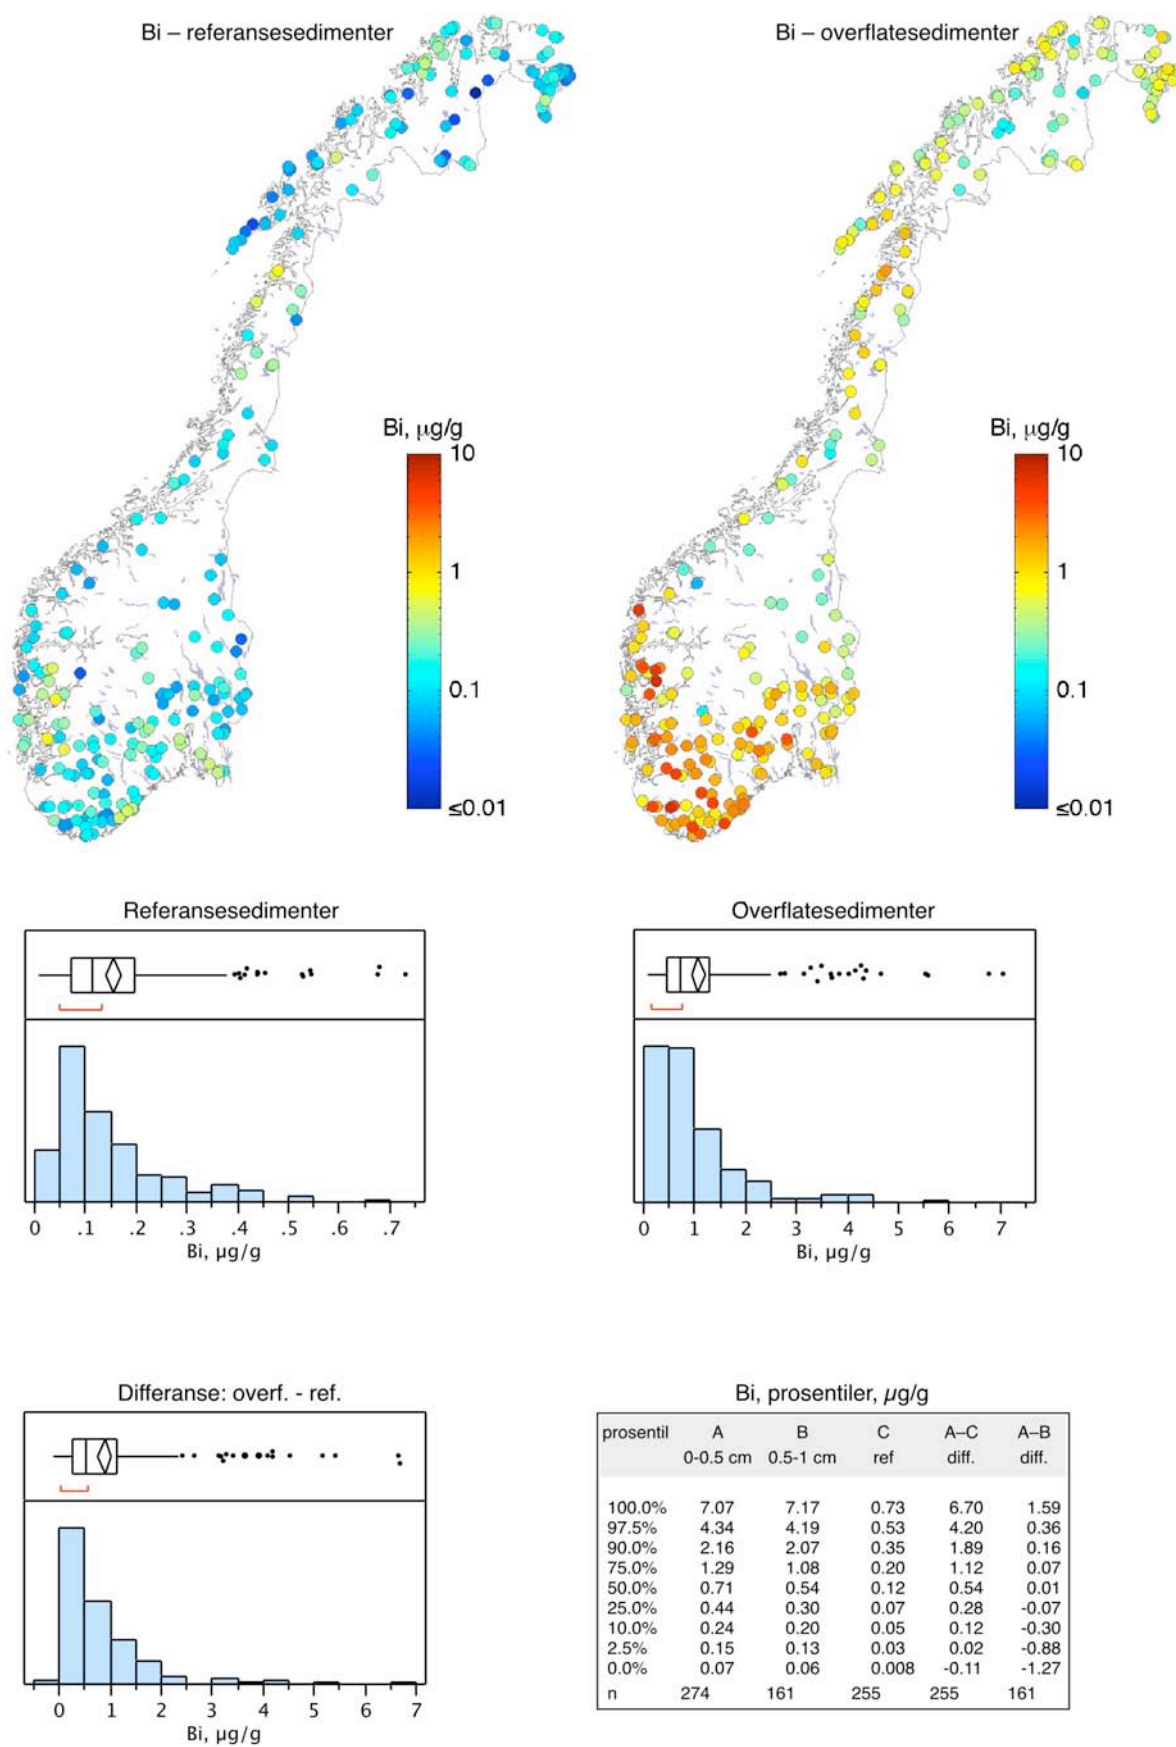 Bi – referansesedimenter
Bi – overflatesedimenter
Bi, μg/g
10
1
0.1
≤0.01
Bi, μg/g
10
1
0.1
≤0.01
Referansesedimenter
0 .1 .2 .3 .4 .5 .6 .7
Bi, μg/g
Overflatesedimenter
0 1 2 3 4 5 6 7
Bi, μg/g
Differanse: overf. - ref.
0 1 2 3 4 5 6 7
Bi, μg/g
Bi, prosentiler, μg/g
prosentil A B C A–C A–B
0-0.5 cm 0.5-1 cm ref diff. diff.
100.0% 7.07 7.17 0.73 6.70 1.59
97.5% 4.34 4.19 0.53 4.20 0.36
90.0% 2.16 2.07 0.35 1.89 0.16
75.0% 1.29 1.08 0.20 1.12 0.07
50.0% 0.71 0.54 0.12 0.54 0.01
25.0% 0.44 0.30 0.07 0.28 -0.07
10.0% 0.24 0.20 0.05 0.12 -0.30
2.5% 0.15 0.13 0.03 0.02 -0.88
0.0% 0.07 0.06 0.008 -0.11 -1.27
n 274 161 255 255 161